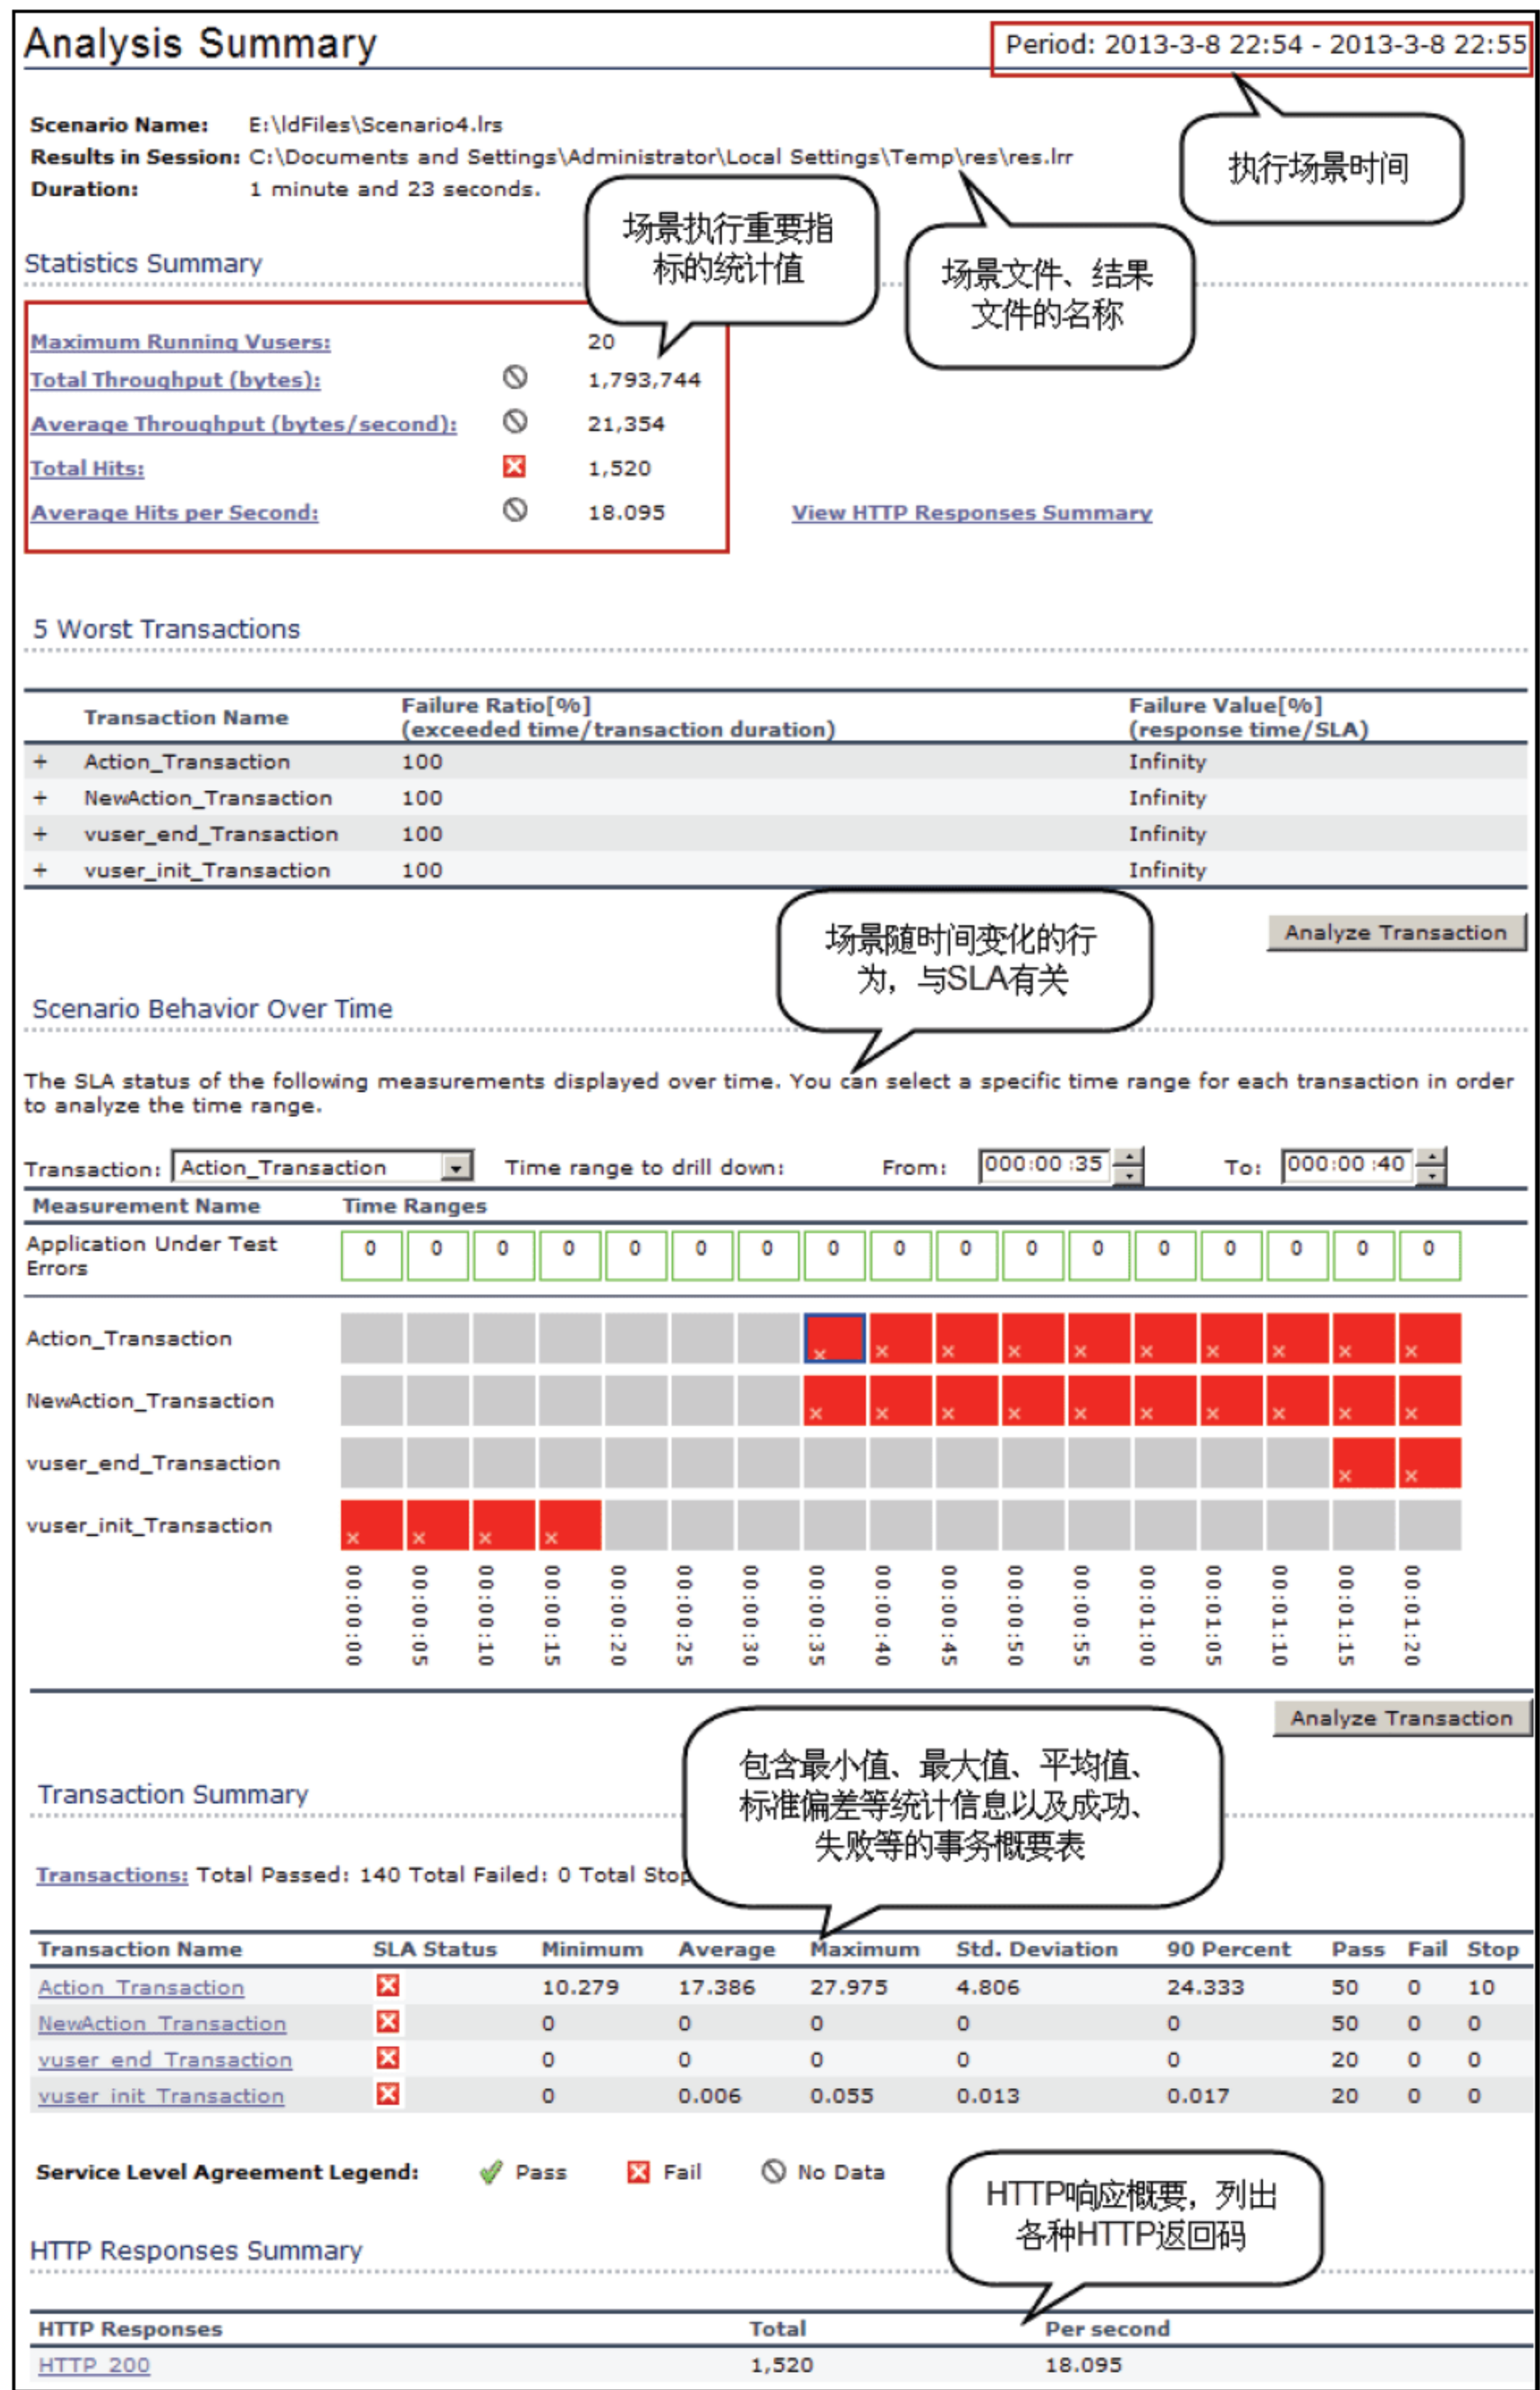 Analysis Summary
Period: 2013-3-8 22:54 - 2013-3-8 22:55
执行场景时间
Scenario Name: E:\ldFiles\Scenario4.lrs
Results in Session: C:\Documents and Settings\Administrator\Local Settings\Temp\res\res.lrr
Duration: 1 minute and 23 seconds.
场景执行重要指
标的统计值
场景文件、结果
文件的名称
Statistics Summary
Maximum Running Vusers: 20
Total Throughput (bytes): 1,793,744
Average Throughput (bytes/second): 21,354
Total Hits: 1,520
Average Hits per Second: 18.095 View HTTP Responses Summary
5 Worst Transactions
Transaction Name Failure Ratio[%] (exceeded time/transaction duration) Failure Value[%] (response time/SLA)
+ Action_Transaction 100 Infinity
+ NewAction_Transaction 100 Infinity
+ vuser_end_Transaction 100 Infinity
+ vuser_init_Transaction 100 Infinity
Analyze Transaction
场景随时间变化的行
为，与SLA有关
Scenario Behavior Over Time
The SLA status of the following measurements displayed over time. You can select a specific time range for each transaction in order
to analyze the time range.
Transaction: Action_Transaction Time range to drill down: From: 000:00 :35 To: 000:00 :40
Measurement Name Time Ranges
Application Under Test
Errors
0 0 0 0 0 0 0 0 0 0 0 0 0 0 0 0 0
Action_Transaction
NewAction_Transaction
vuser_end_Transaction
vuser_init_Transaction
00:00:00 00:00:05 00:00:10 00:00:15 00:00:20 00:00:25 00:00:30 00:00:35 00:00:40 00:00:45 00:00:50 00:00:55 00:01:00 00:01:05 00:01:10 00:01:15 00:01:20
Analyze Transaction
包含最小值、最大值、平均值、
标准偏差等统计信息以及成功、
失败等的事务概要表
Transaction Summary
Transactions: Total Passed: 140 Total Failed: 0 Total Stop
Transaction Name SLA Status Minimum Average Maximum Std. Deviation 90 Percent Pass Fail Stop
Action_Transaction 10.279 17.386 27.975 4.806 24.333 50 0 10
NewAction_Transaction 0 0 0 0 0 50 0 0
vuser_end_Transaction 0 0 0 0 0 20 0 0
vuser_init_Transaction 0 0.006 0.055 0.013 0.017 20 0 0
Service Level Agreement Legend: Pass Fail No Data
HTTP响应概要，列出
各种HTTP返回码
HTTP Responses Summary
HTTP Responses Total Per second
HTTP_200 1,520 18.095